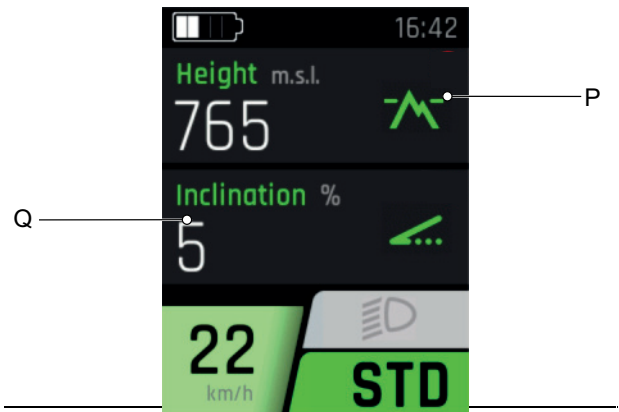 16:42
Height m.s.l.
765
P
Inclination %
Q
5
22
km/h
STD